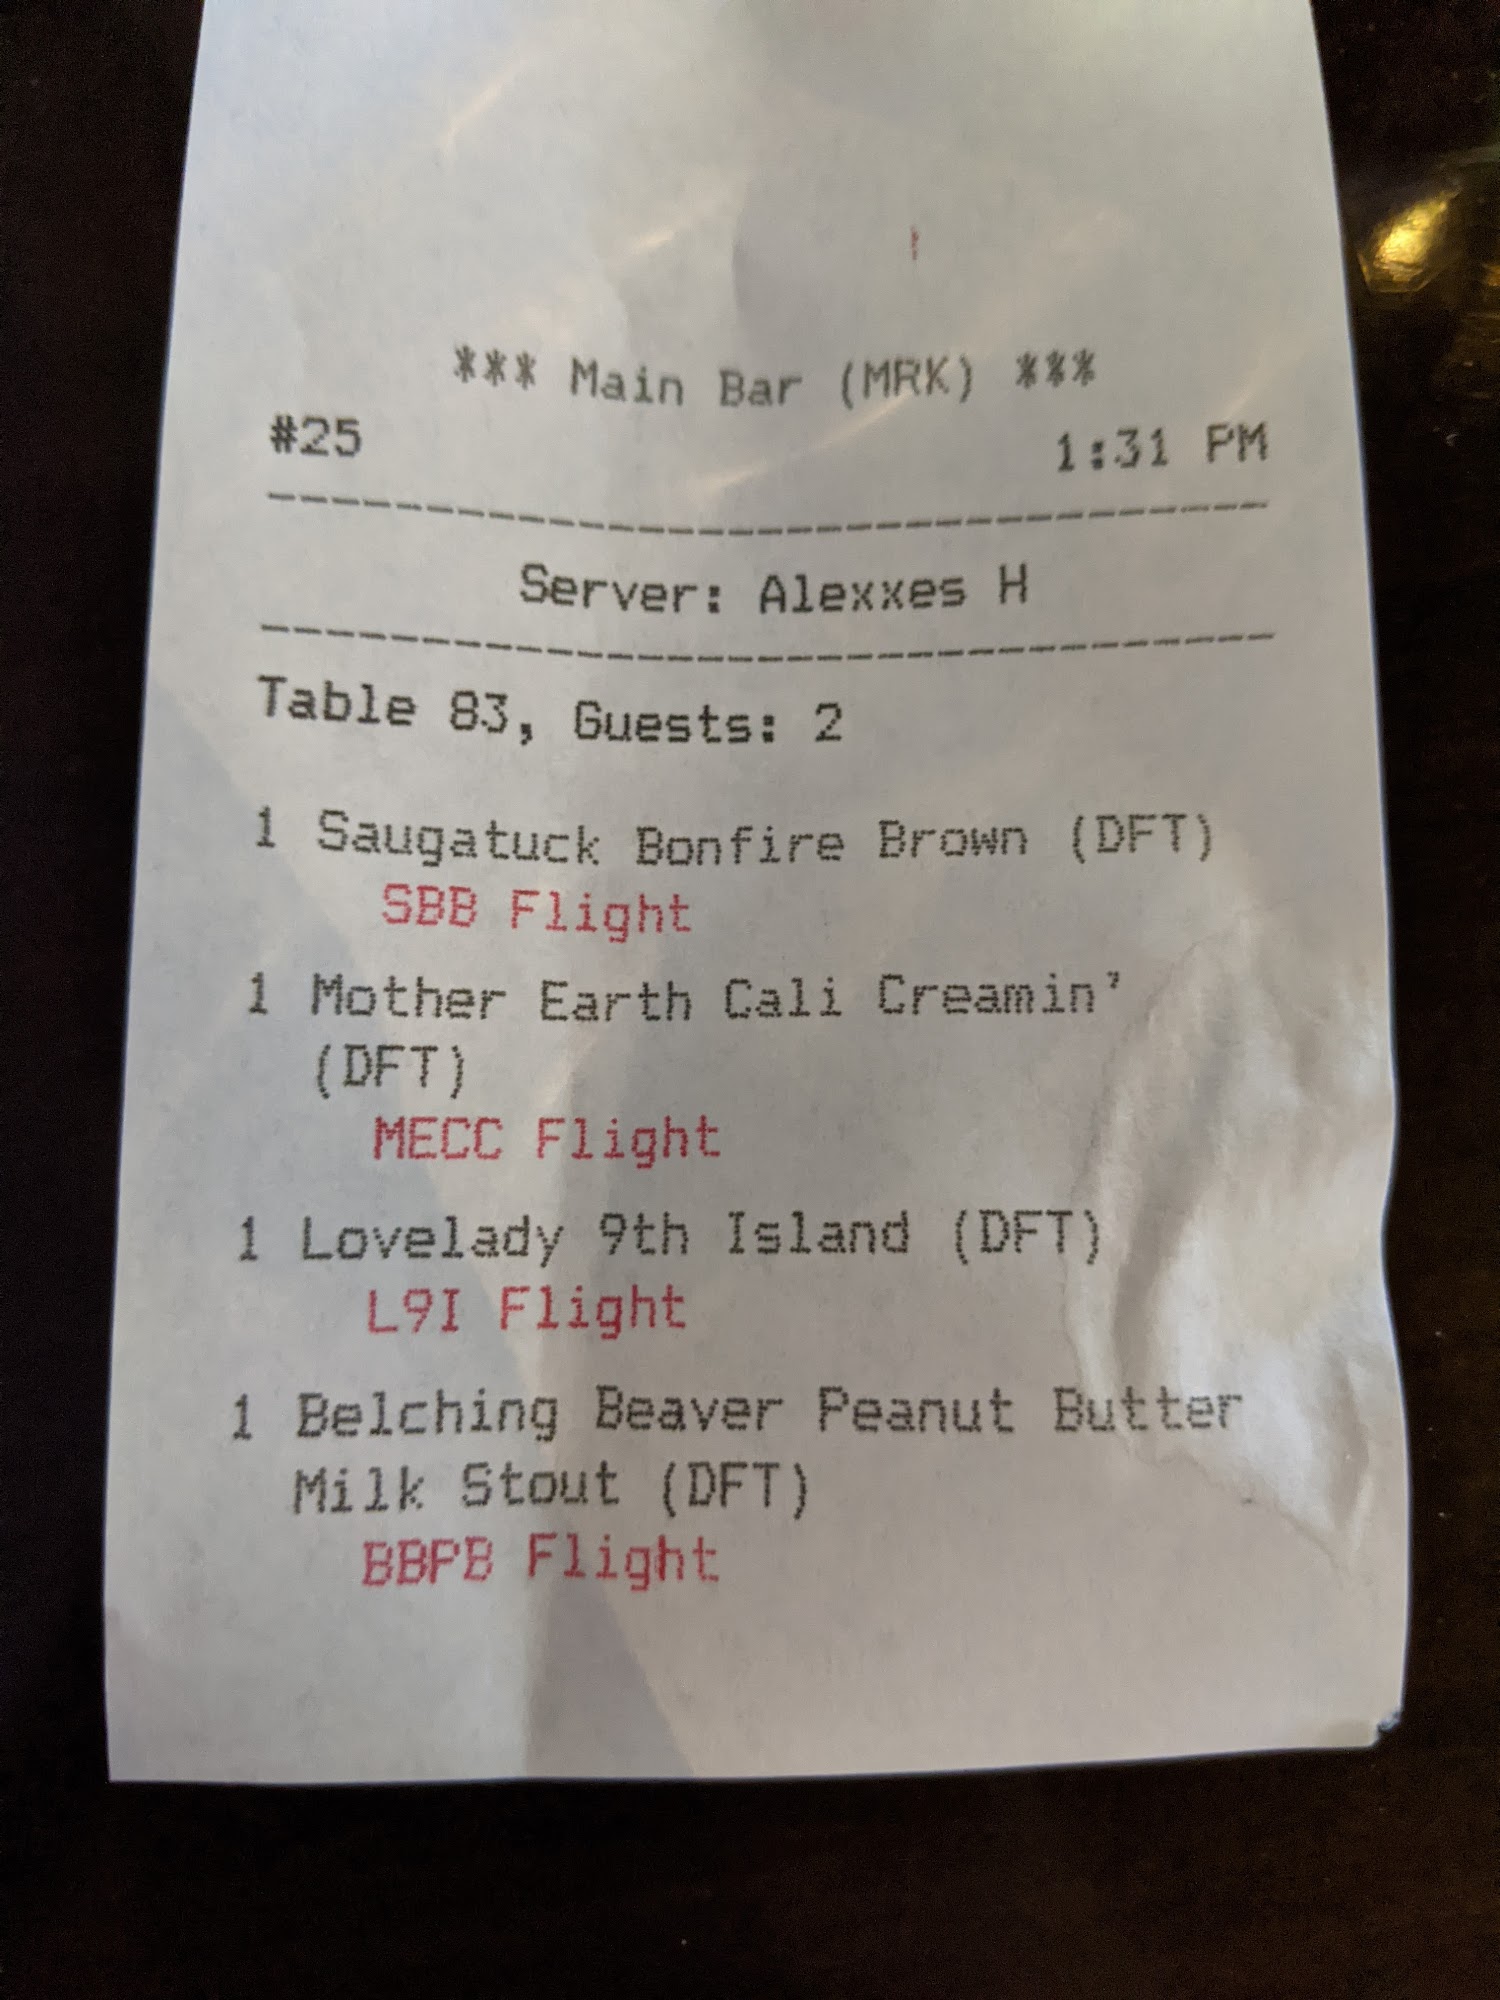 *** Main Bar (MRK) ***
#25 1:31 PM
Server: Alexxes H
Table 83, Guests: 2
1 Saugatuck Bonfire Brown (DFT)
SBB Flight
1 Mother Earth Cali Creamin'
(DFT)
MECC Flight
1 Lovelady 9th Island (DFT)
L9I Flight
1 Belching Beaver Peanut Butter
Milk Stout (DFT)
BBPB Flight